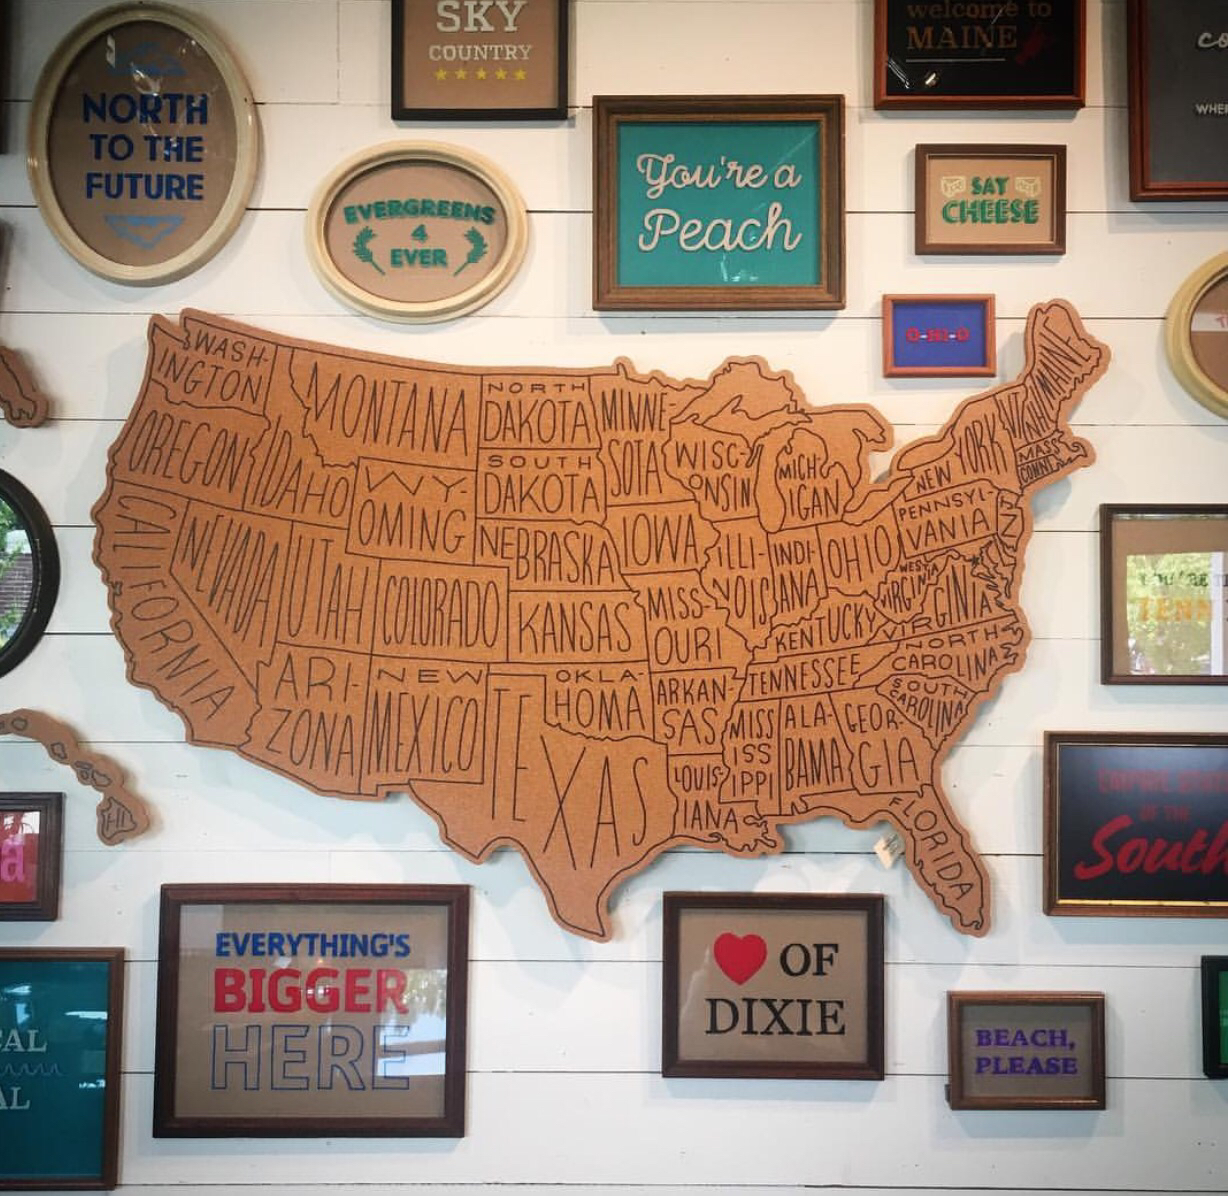 SKY
COUNTRY
welcome to
MAINE
NORTH
TO THE
FUTURE
EVERGREENS
4
EVER
You're a
Peach
SAY
CHEESE
O-HI-O
WASH-
INGTON
OREGON
CALIFORNIA
IDAHO
NEVADA
MONTANA
WY-
OMING
UTAH
COLORADO
ARI-
ZONA
NEW
MEXICO
NORTH
DAKOTA
SOUTH
DAKOTA
NEBRASKA
KANSAS
OKLA-
HOMA
TEXAS
MINNE-
SOTA
IOWA
MISS-
OURI
ARKAN-
SAS
LOUIS-
IANA
WISC-
ONSIN
ILLI-
NOIS
MICH-
IGAN
INDI-
ANA
OHIO
KENTUCKY
TENNESSEE
MISS
ISS
IPPI
ALA-
BAMA
GEOR-
GIA
FLORIDA
SOUTH
CAROLINA
NORTH
CAROLINA
VIRGINIA
WEST
VIRGINIA
PENNSYL-
VANIA
NEW YORK
VT
NH
MAINE
MASS
CONN
NJ
HI
YOU'RE
TENN
EMPIRE STATE
OF THE
South
EVERYTHING'S
BIGGER
HERE
OF
DIXIE
BEACH,
PLEASE